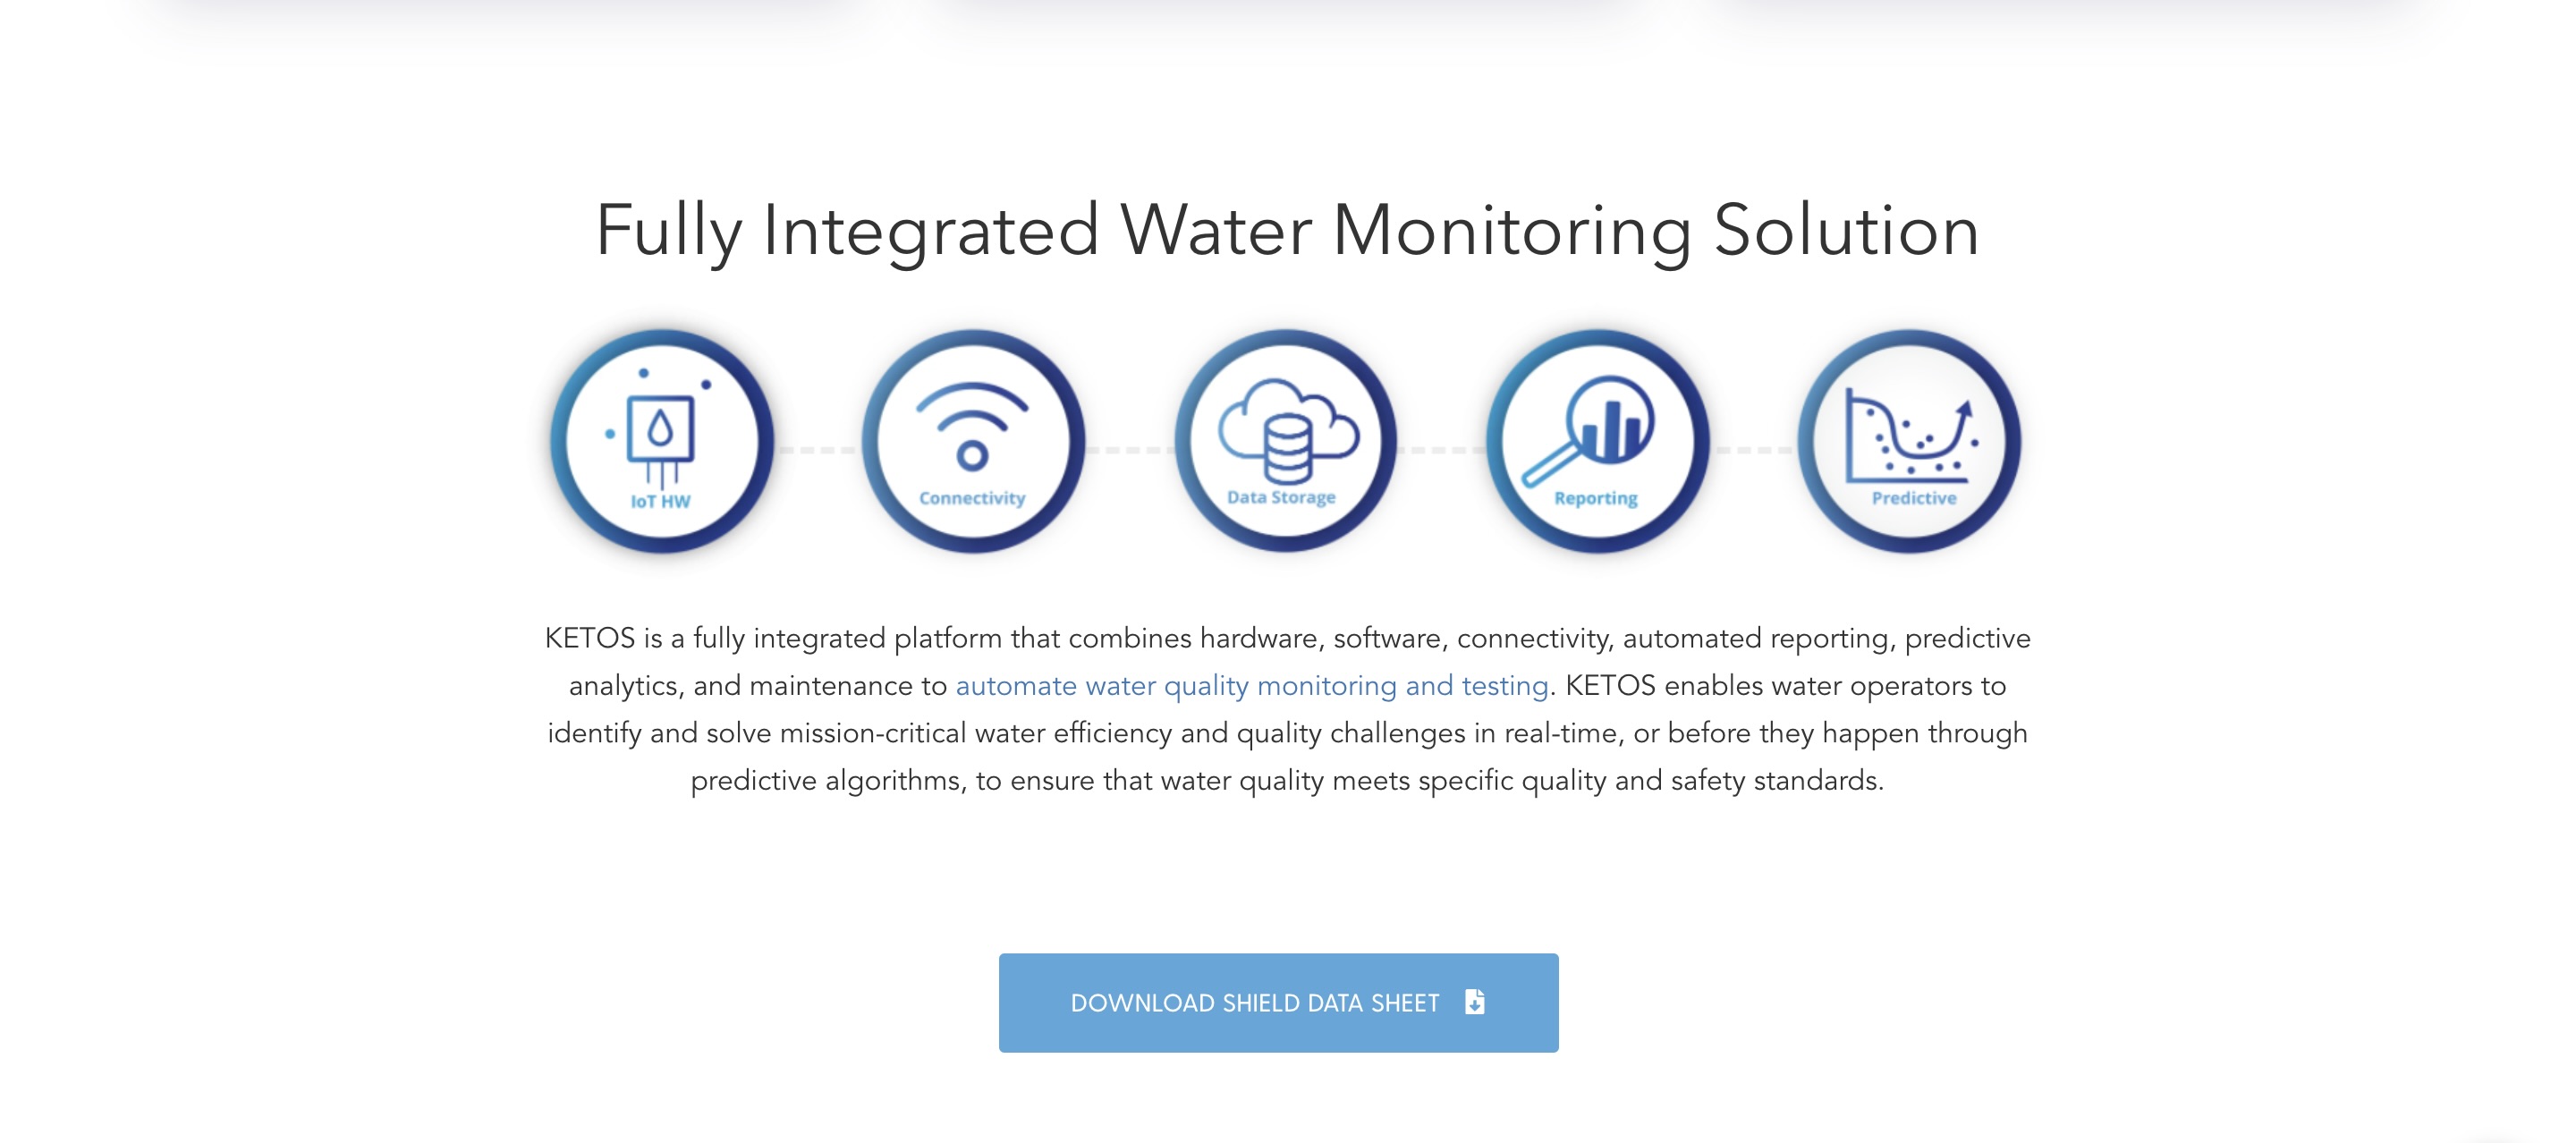 Fully Integrated Water Monitoring Solution
IoT HW
Connectivity
Data Storage
Reporting
Predictive
KETOS is a fully integrated platform that combines hardware, software, connectivity, automated reporting, predictive
analytics, and maintenance to automate water quality monitoring and testing. KETOS enables water operators to
identify and solve mission-critical water efficiency and quality challenges in real-time, or before they happen through
predictive algorithms, to ensure that water quality meets specific quality and safety standards.
DOWNLOAD SHIELD DATA SHEET